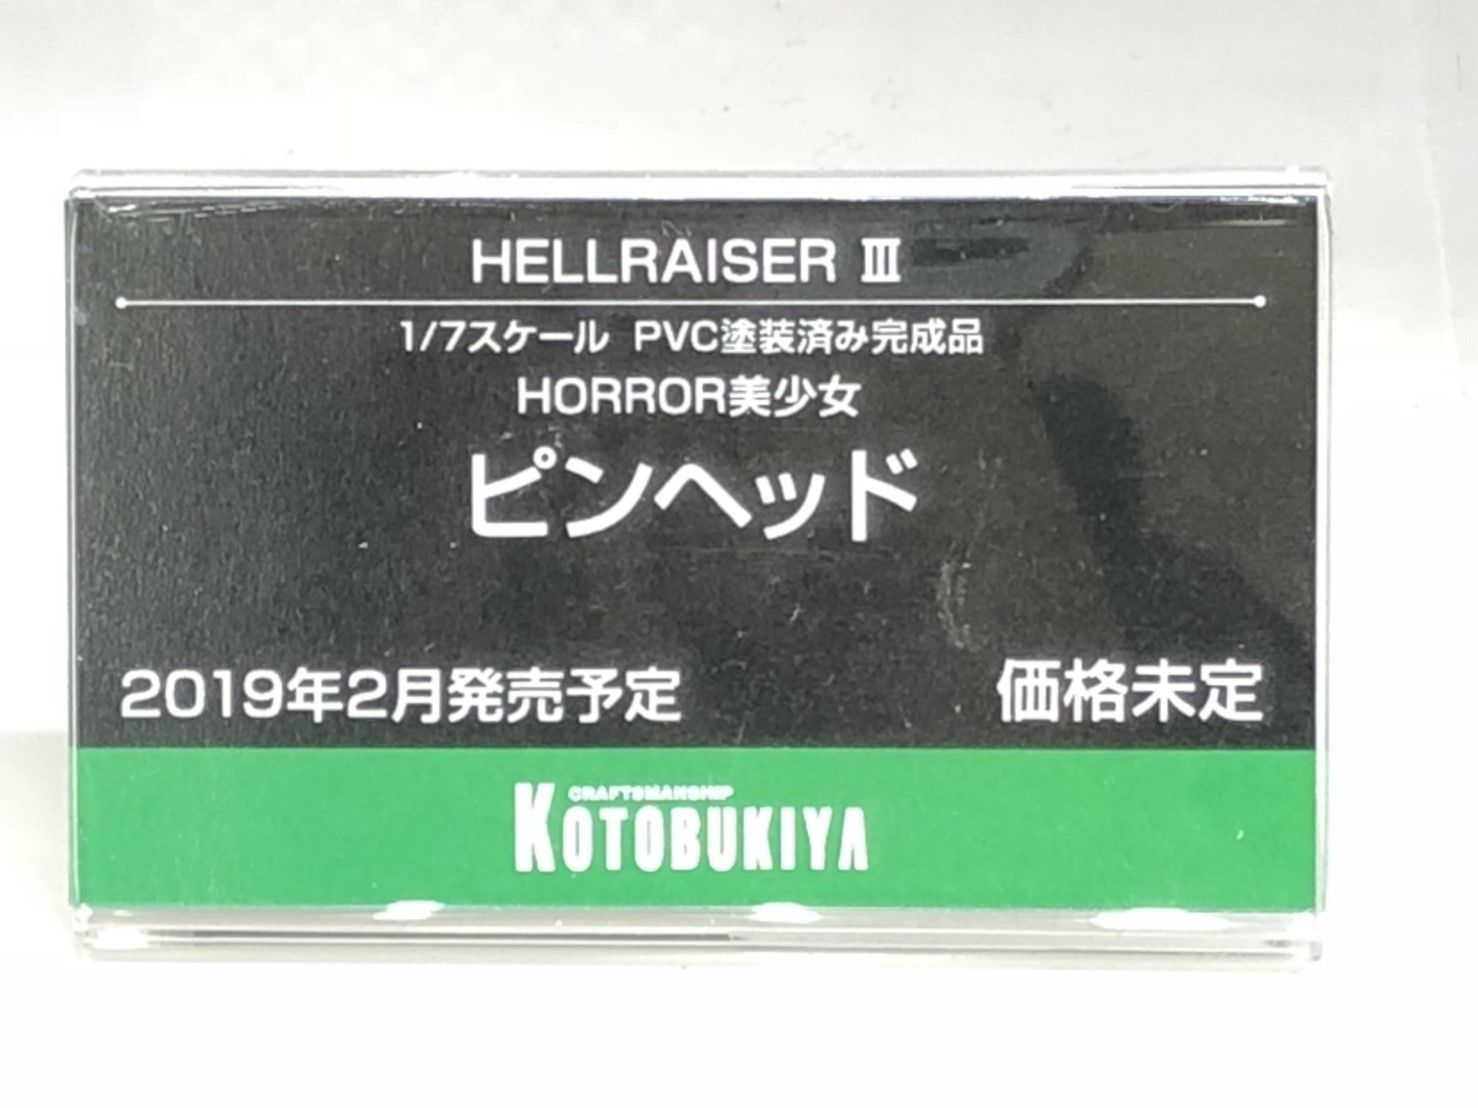 HELLRAISER Ⅲ
1/7スケール PVC塗装済み完成品
HORROR美少女
ピンヘッド
2019年2月発売予定 価格未定
CRAFTSMANSHIP
KOTOBUKIYA